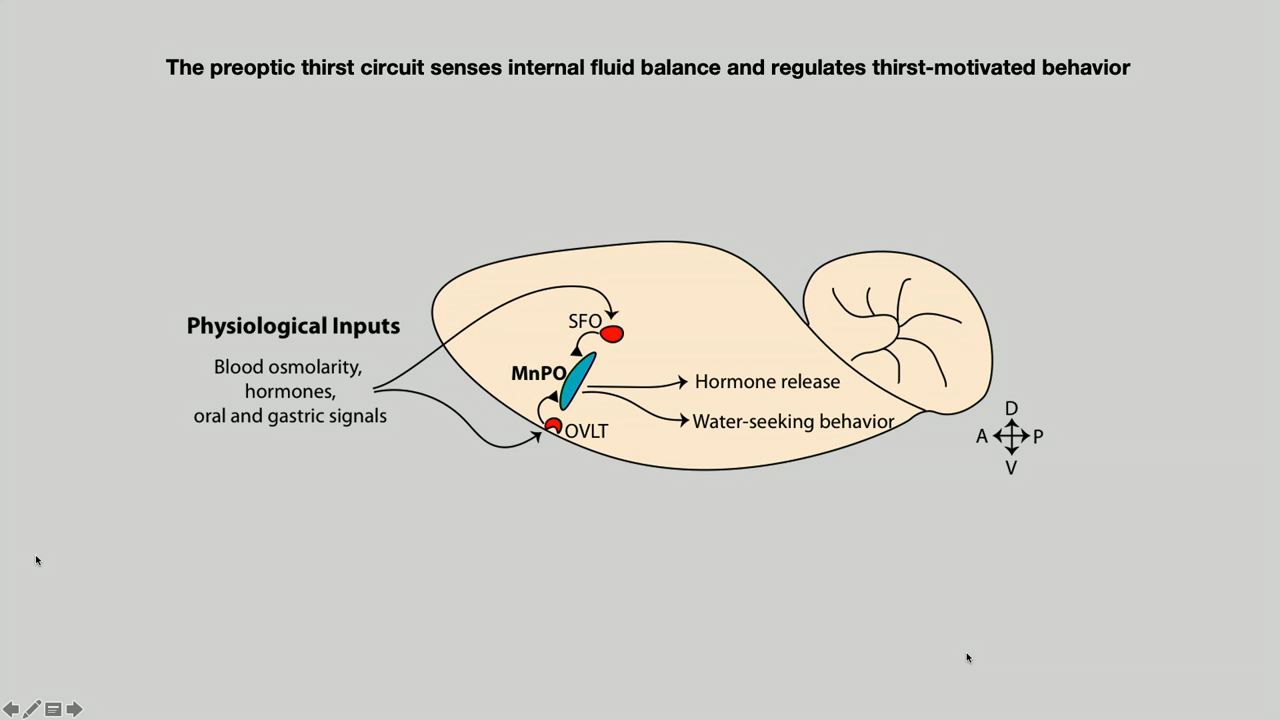 The preoptic thirst circuit senses internal fluid balance and regulates thirst-motivated behavior
Physiological Inputs
Blood osmolarity,
hormones,
oral and gastric signals
SFO
MnPO
OVLT
Hormone release
Water-seeking behavior
D
A P
V